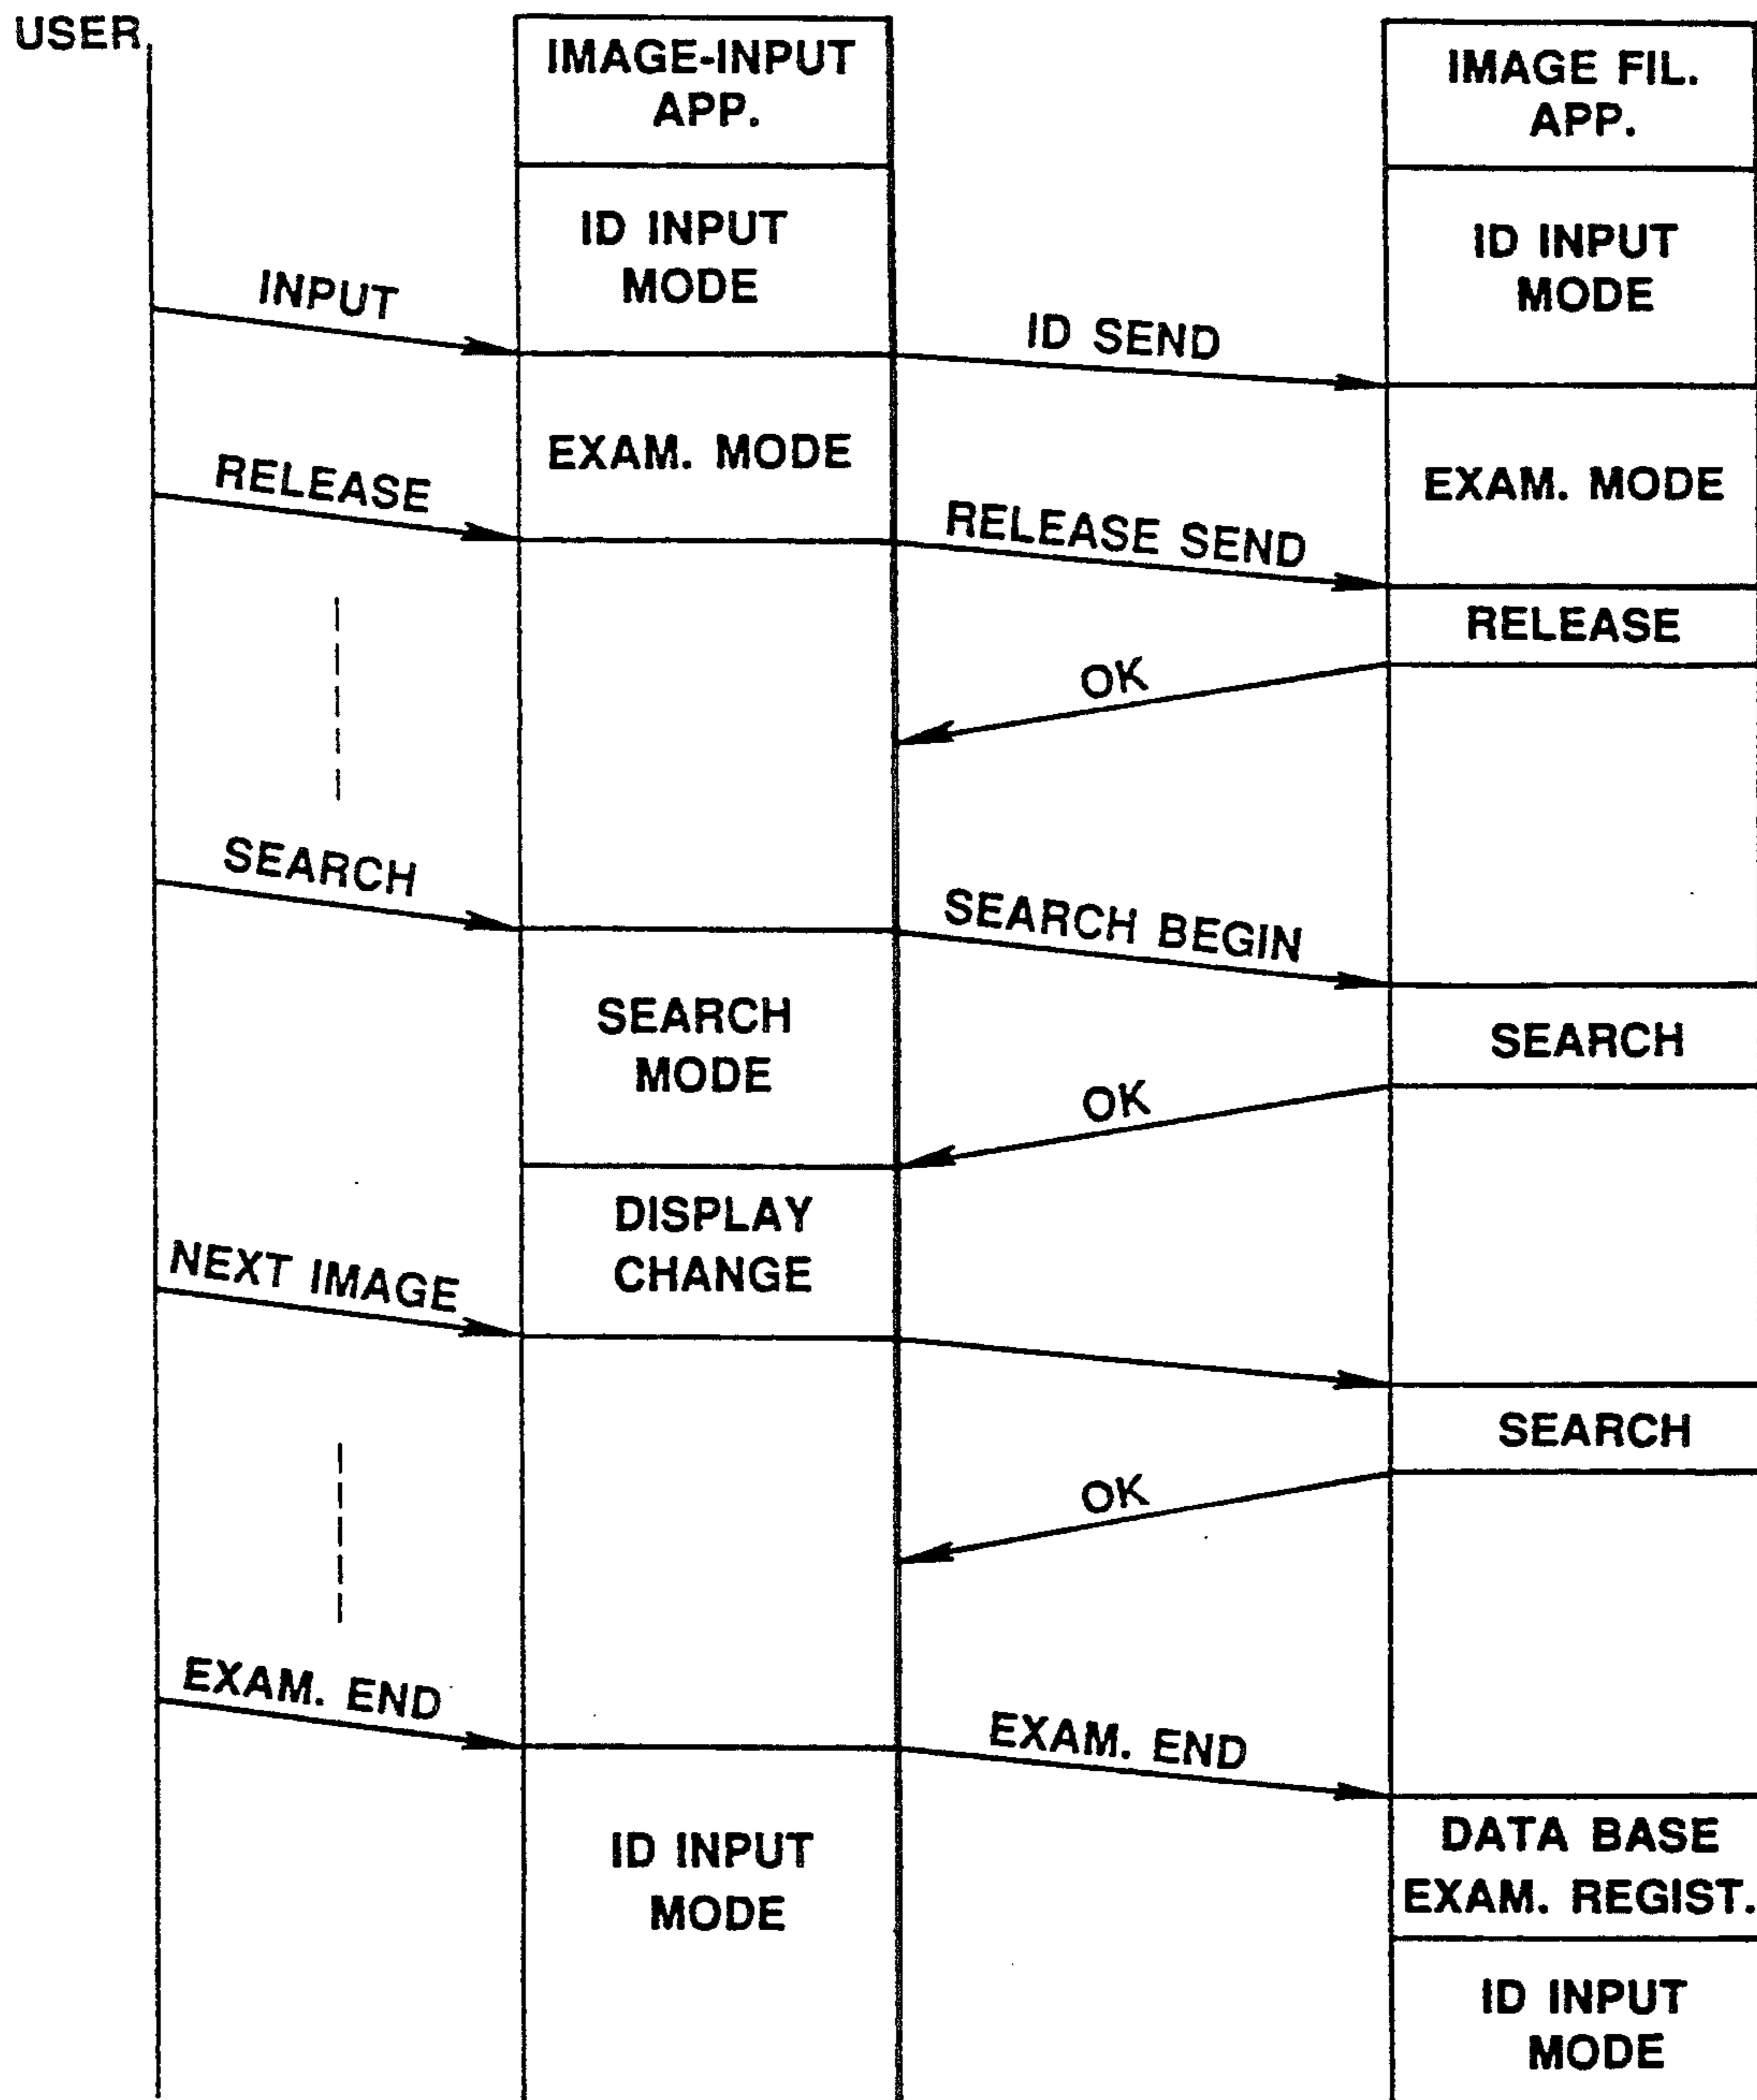 USER
IMAGE-INPUT
APP.
IMAGE FIL.
APP.
ID INPUT
MODE
ID INPUT
MODE
INPUT
ID SEND
EXAM. MODE
EXAM. MODE
RELEASE
RELEASE SEND
RELEASE
OK
SEARCH
SEARCH BEGIN
SEARCH
MODE
SEARCH
OK
DISPLAY
CHANGE
NEXT IMAGE
SEARCH
OK
EXAM. END
EXAM. END
DATA BASE
EXAM. REGIST.
ID INPUT
MODE
ID INPUT
MODE